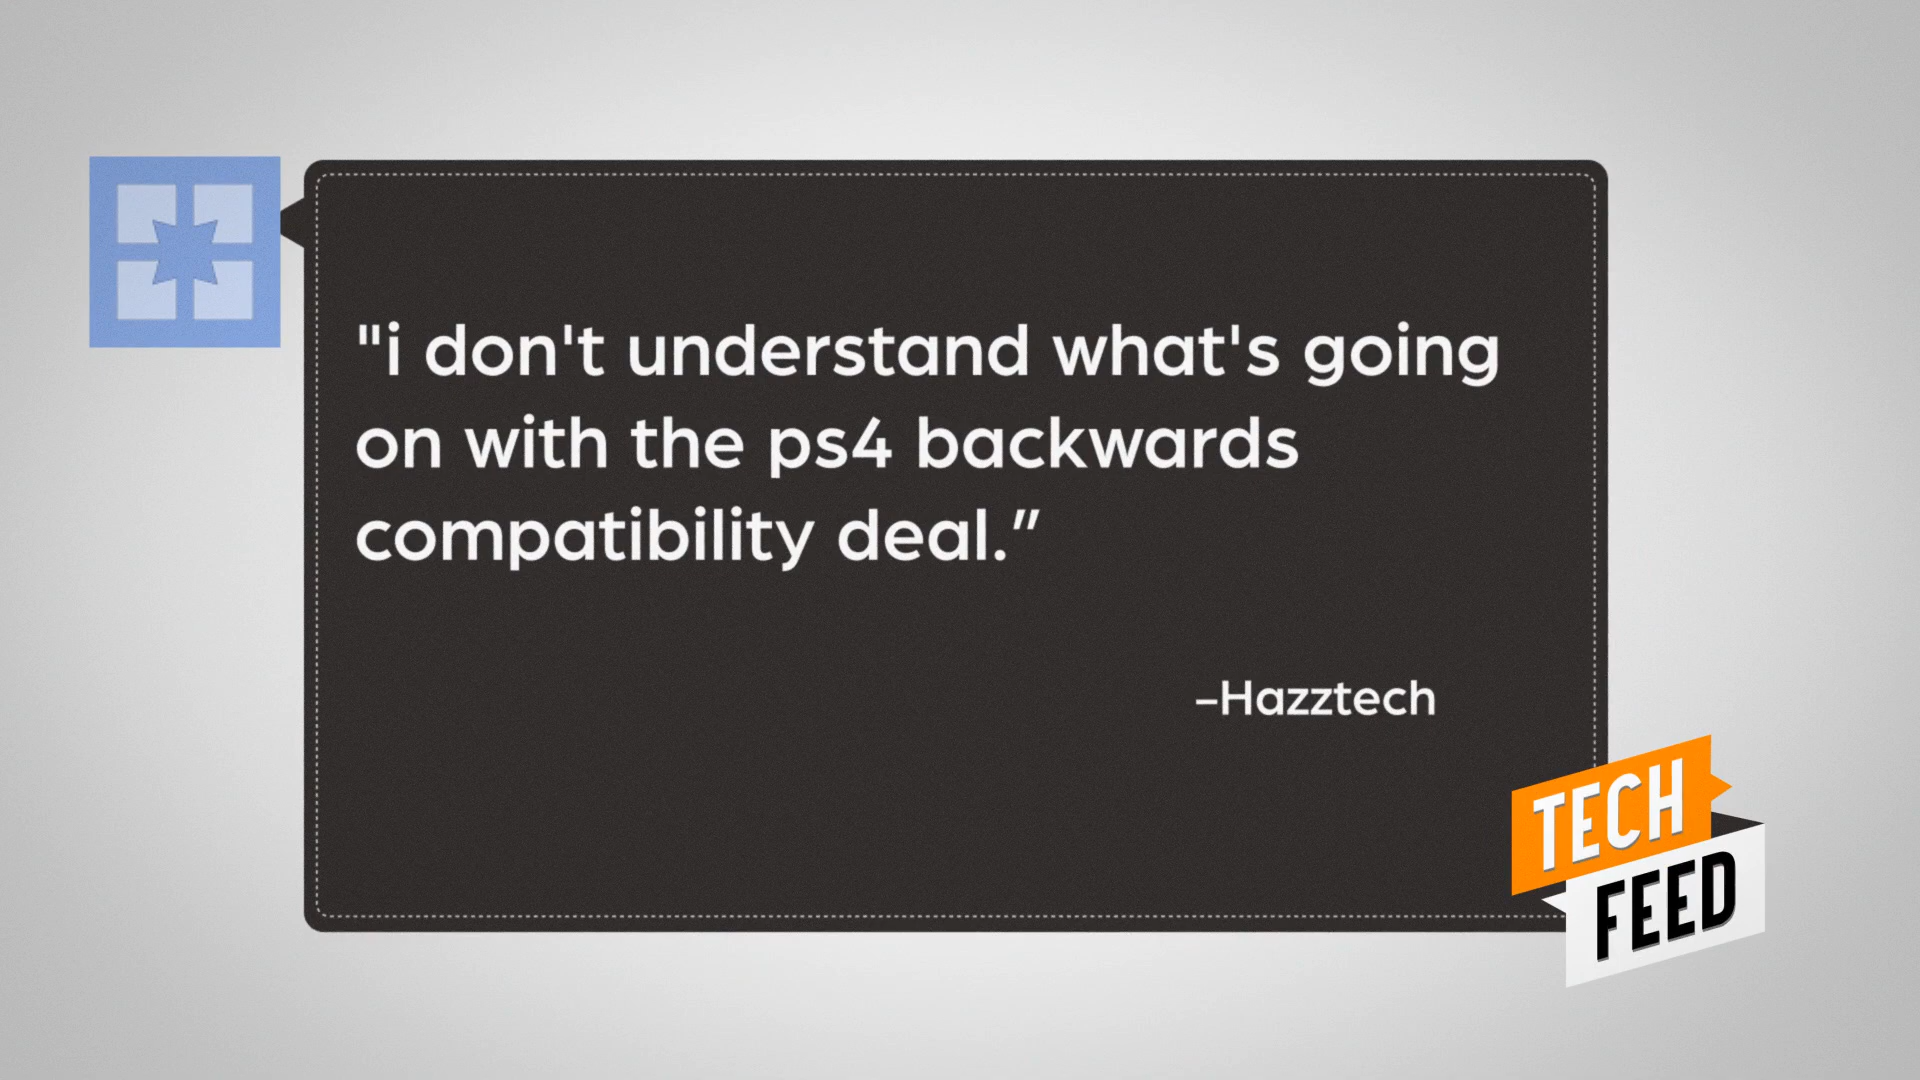 "i don't understand what's going
on with the ps4 backwards
compatibility deal.”
–Hazztech
TECH
FEED